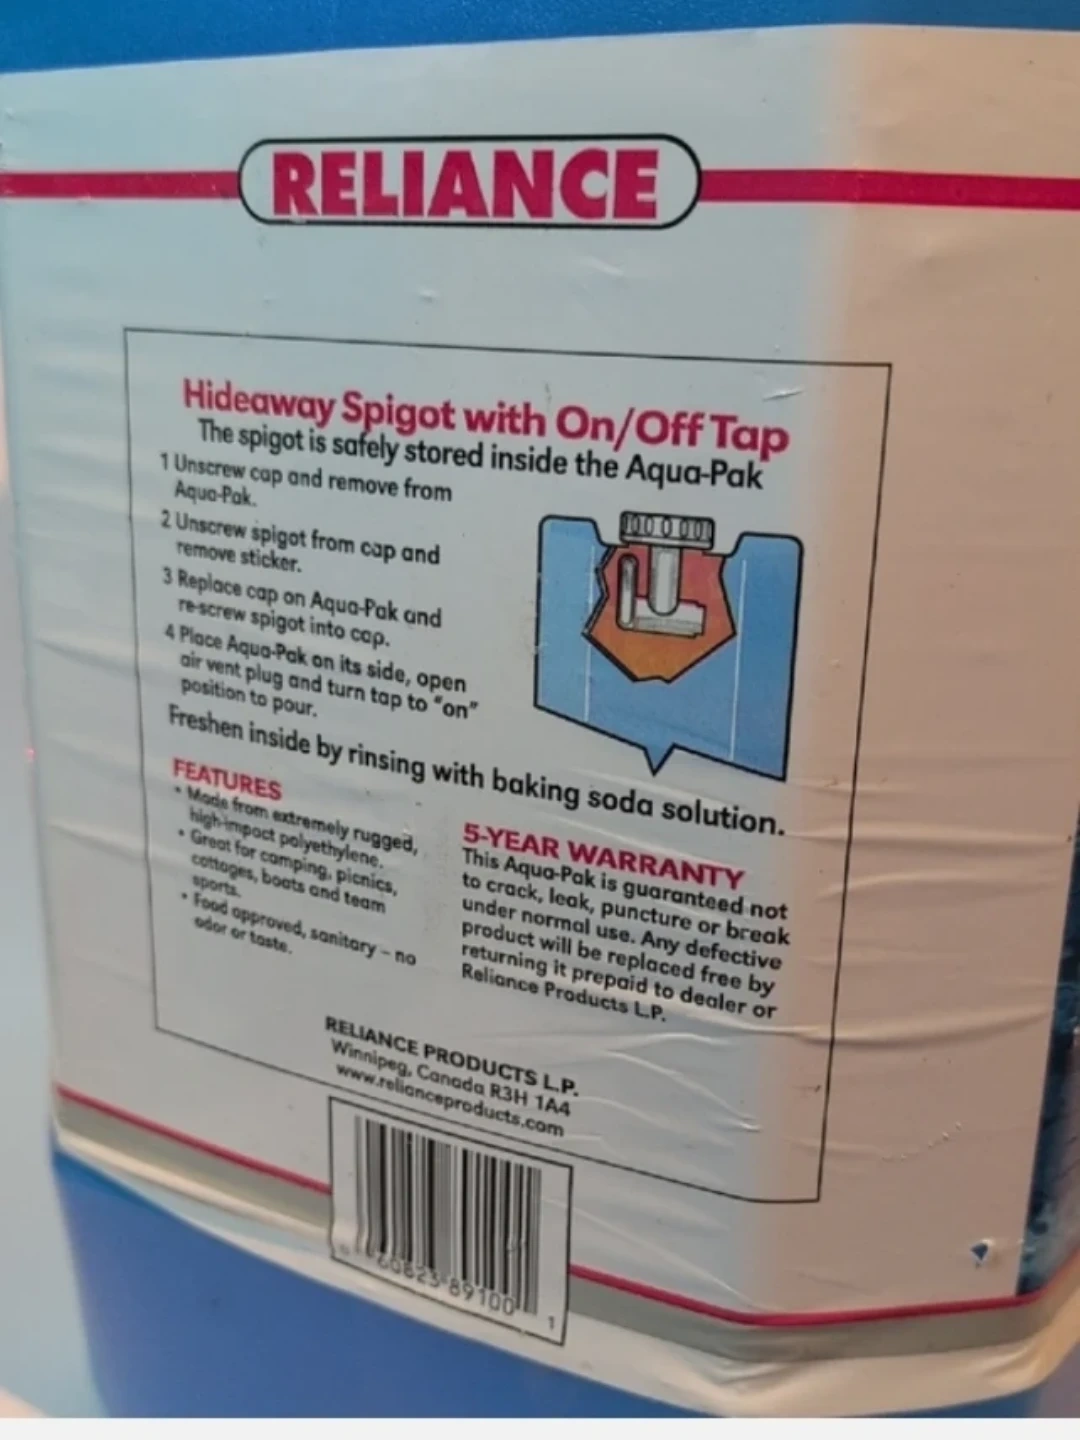 RELIANCE
Hideaway Spigot with On/Off Tap
The spigot is safely stored inside the Aqua-Pak
1 Unscrew cap and remove from
Aqua-Pak.
2 Unscrew spigot from cap and
remove sticker.
3 Replace cap on Aqua-Pak and
re-screw spigot into cap.
4 Place Aqua-Pak on its side, open
air vent plug and turn tap to "on"
position to pour.
Freshen inside by rinsing with baking soda solution.
FEATURES
• Made from extremely rugged,
high-impact polyethylene.
• Great for camping, picnics,
cottages, boats and team
sports.
• Food approved, sanitary – no
odor or taste.
5-YEAR WARRANTY
This Aqua-Pak is guaranteed not
to crack, leak, puncture or break
under normal use. Any defective
product will be replaced free by
returning it prepaid to dealer or
Reliance Products L.P.
RELIANCE PRODUCTS L.P.
Winnipeg, Canada R3H 1A4
www.relianceproducts.com
0 60823 89100 1